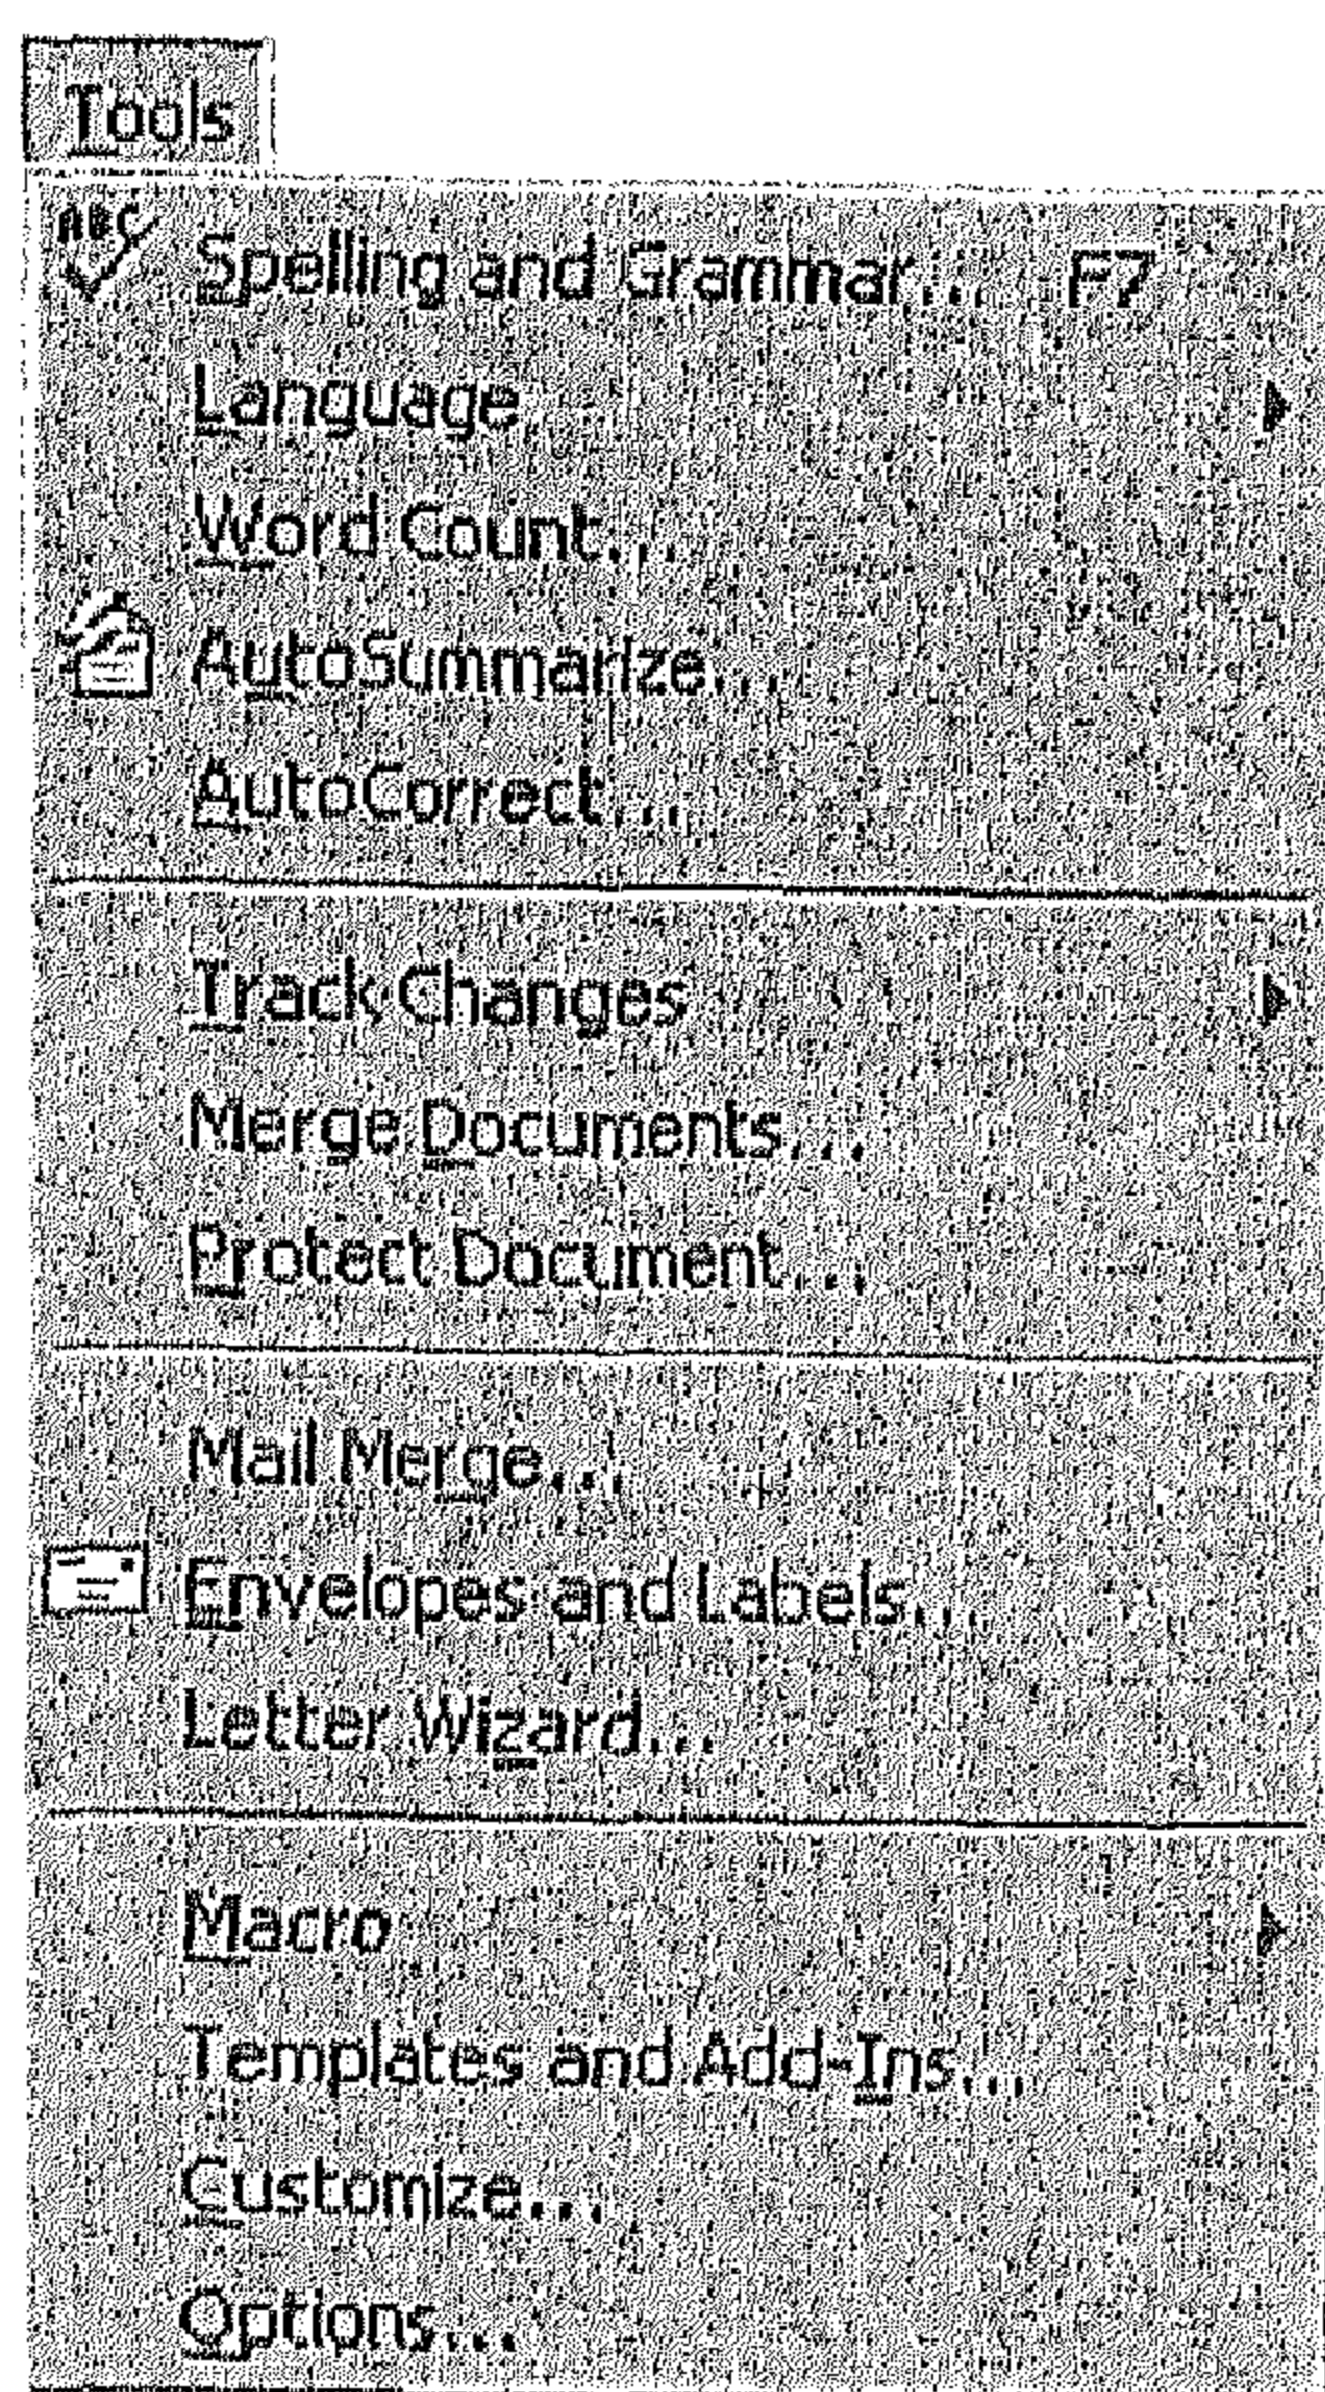 Tools
ABC
Spelling and Grammar... F7
Language
Word Count...
AutoSummarize...
AutoCorrect...
Track Changes
Merge Documents...
Protect Document...
Mail Merge...
Envelopes and Labels...
Letter Wizard...
Macro
Templates and Add-Ins...
Customize...
Options...